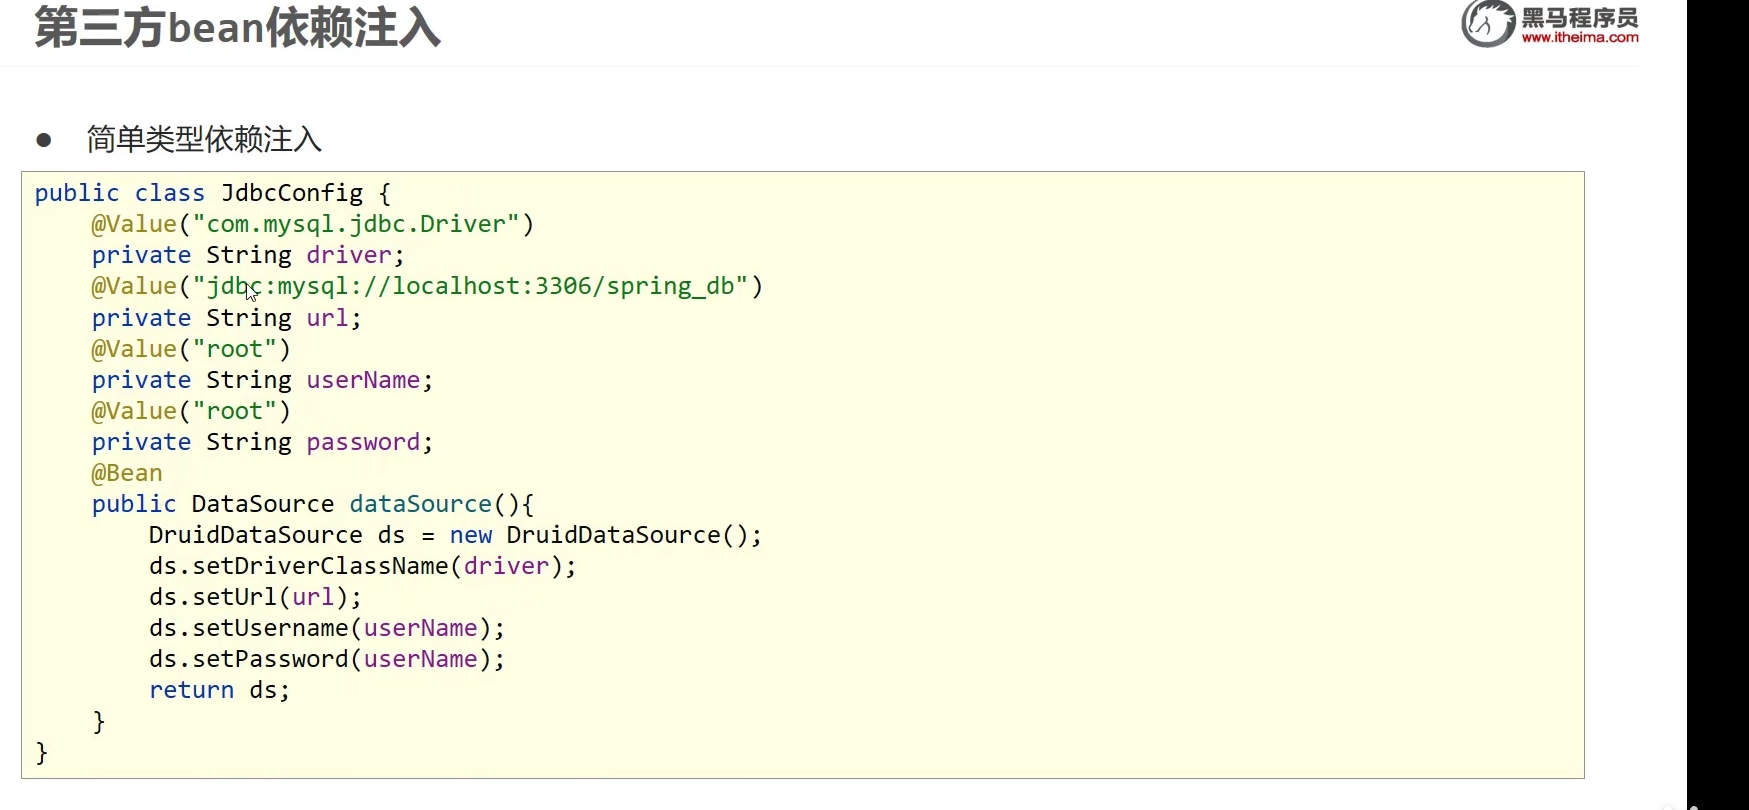 第三方bean依赖注入
黑马程序员
www.itheima.com
● 简单类型依赖注入
public class JdbcConfig {
    @Value("com.mysql.jdbc.Driver")
    private String driver;
    @Value("jdbc:mysql://localhost:3306/spring_db")
    private String url;
    @Value("root")
    private String userName;
    @Value("root")
    private String password;
    @Bean
    public DataSource dataSource(){
        DruidDataSource ds = new DruidDataSource();
        ds.setDriverClassName(driver);
        ds.setUrl(url);
        ds.setUsername(userName);
        ds.setPassword(userName);
        return ds;
    }
}